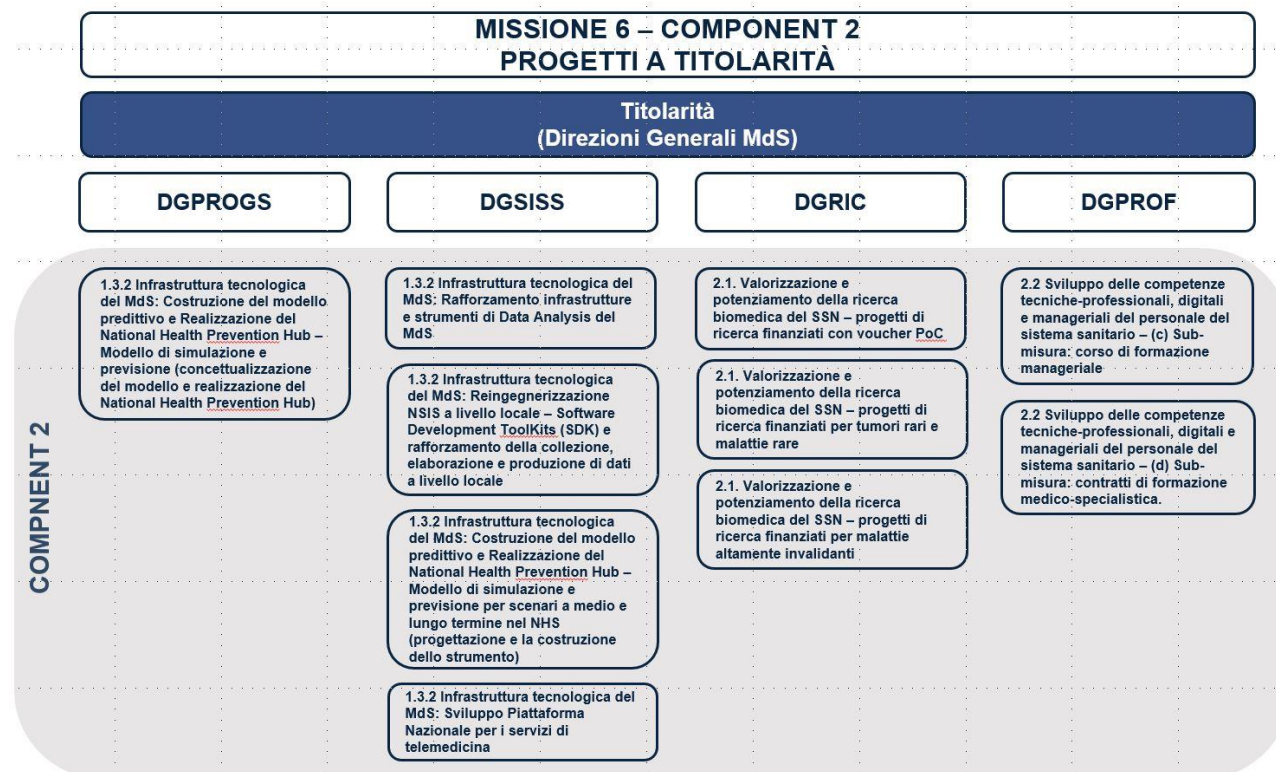 MISSIONE 6 – COMPONENT 2
PROGETTI A TITOLARITÀ
Titolarità
(Direzioni Generali MdS)
DGPROGS
DGSISS
DGRIC
DGPROF
COMPNENT 2
1.3.2 Infrastruttura tecnologica
del MdS: Costruzione del modello
predittivo e Realizzazione del
National Health Prevention Hub –
Modello di simulazione e
previsione (concettualizzazione
del modello e realizzazione del
National Health Prevention Hub)
1.3.2 Infrastruttura tecnologica del
MdS: Rafforzamento infrastrutture
e strumenti di Data Analysis del
MdS
1.3.2 Infrastruttura tecnologica
del MdS: Reingegnerizzazione
NSIS a livello locale – Software
Development ToolKits (SDK) e
rafforzamento della collezione,
elaborazione e produzione di dati
a livello locale
1.3.2 Infrastruttura tecnologica
del MdS: Costruzione del modello
predittivo e Realizzazione del
National Health Prevention Hub –
Modello di simulazione e
previsione per scenari a medio e
lungo termine nel NHS
(progettazione e la costruzione
dello strumento)
1.3.2 Infrastruttura tecnologica del
MdS: Sviluppo Piattaforma
Nazionale per i servizi di
telemedicina
2.1. Valorizzazione e
potenziamento della ricerca
biomedica del SSN – progetti di
ricerca finanziati con voucher PoC
2.1. Valorizzazione e
potenziamento della ricerca
biomedica del SSN – progetti di
ricerca finanziati per tumori rari e
malattie rare
2.1. Valorizzazione e
potenziamento della ricerca
biomedica del SSN – progetti di
ricerca finanziati per malattie
altamente invalidanti
2.2 Sviluppo delle competenze
tecniche-professionali, digitali
e manageriali del personale del
sistema sanitario – (c) Sub-
misura: corso di formazione
manageriale
2.2 Sviluppo delle competenze
tecniche-professionali, digitali e
manageriali del personale del
sistema sanitario – (d) Sub-
misura: contratti di formazione
medico-specialistica.